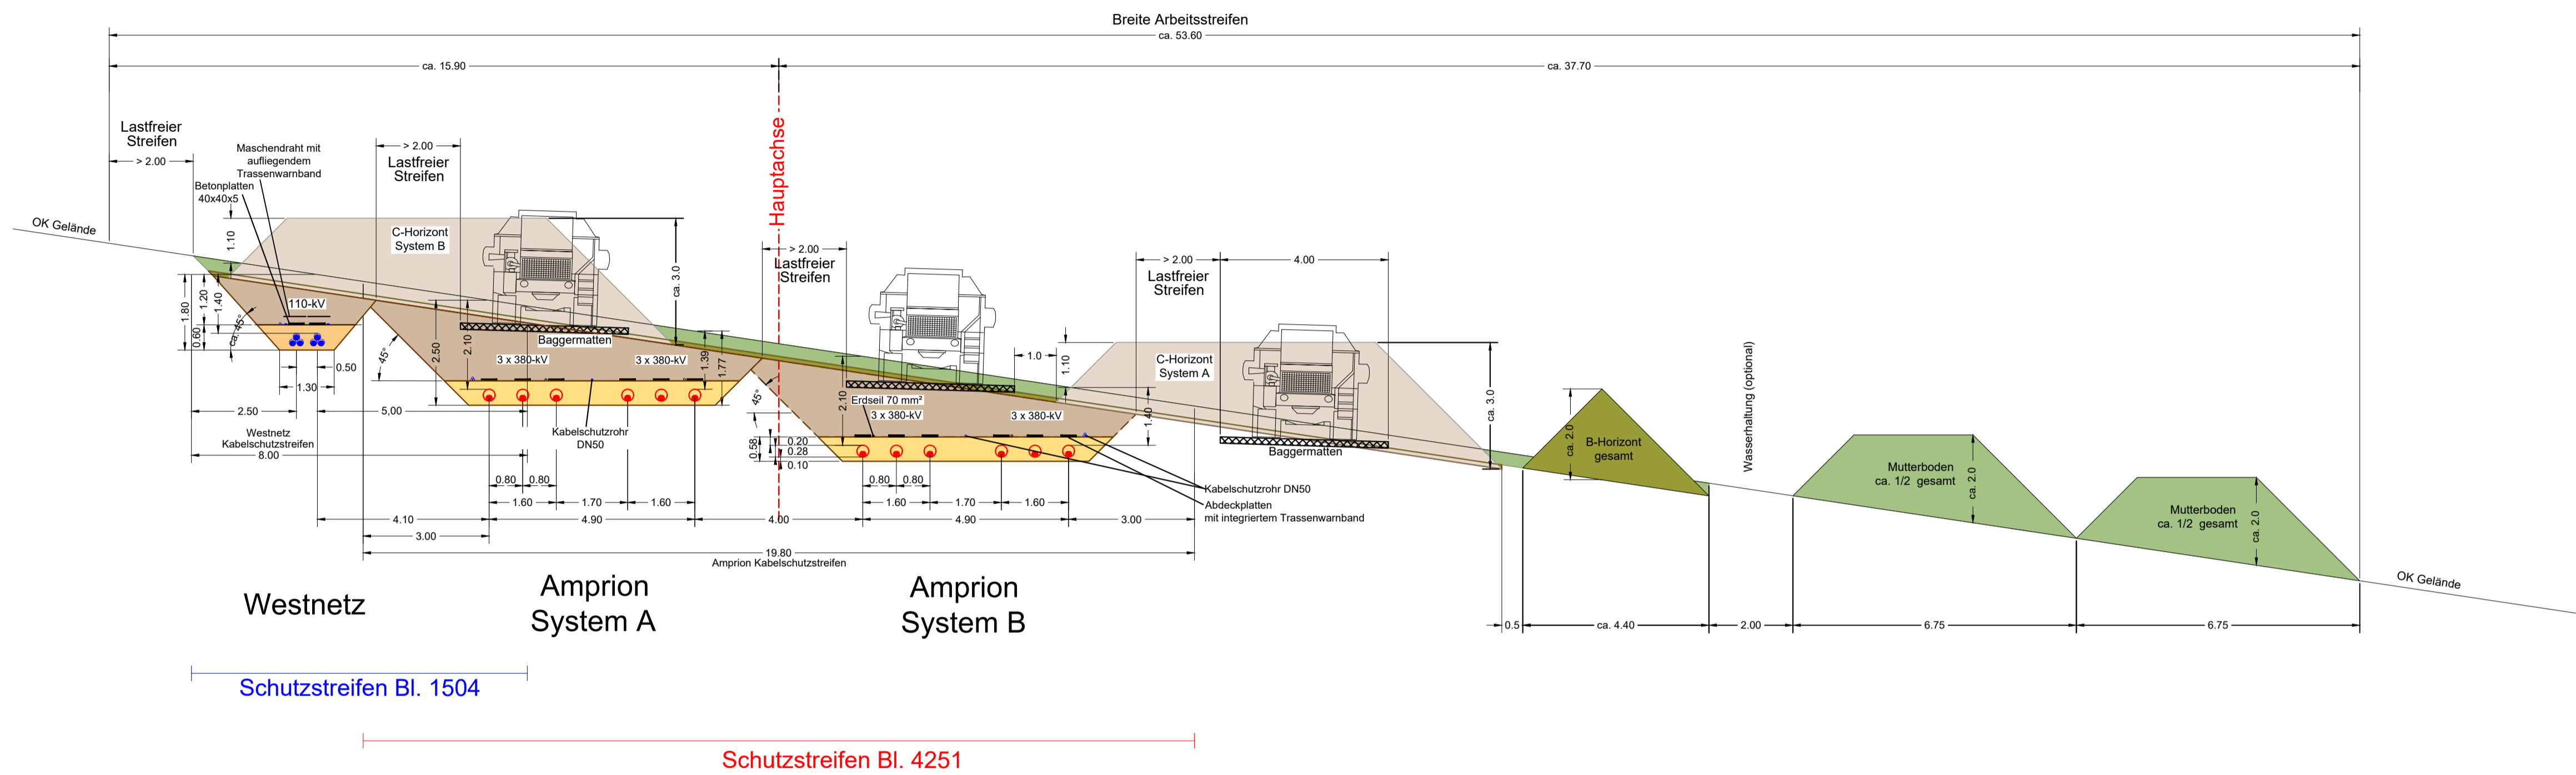 Breite Arbeitsstreifen
ca. 53.60
ca. 15.90
ca. 37.70
Hauptachse
Lastfreier
Streifen
> 2.00
Maschendraht mit
aufliegendem
Trassenwarnband
Betonplatten
40x40x5
> 2.00
Lastfreier
Streifen
OK Gelände
1.10
C-Horizont
System B
ca. 3.0
> 2.00
Lastfreier
Streifen
> 2.00
4.00
Lastfreier
Streifen
1.80
1.20
1.40
0.60
ca. 45°
110-kV
45°
2.50
2.10
Baggermatten
3 x 380-kV
3 x 380-kV
1.39
1.77
45°
2.10
1.0
1.10
C-Horizont
System A
1.40
ca. 3.0
Erdseil 70 mm²
3 x 380-kV
3 x 380-kV
0.58
0.20
0.28
0.10
Baggermatten
ca. 2.0
B-Horizont
gesamt
Wasserhaltung (optional)
Mutterboden
ca. 1/2 gesamt
ca. 2.0
Mutterboden
ca. 1/2 gesamt
ca. 2.0
OK Gelände
0.50
1.30
2.50
5,00
Westnetz
Kabelschutzstreifen
8.00
Kabelschutzrohr
DN50
0.80
0.80
1.60
1.70
1.60
4.10
4.90
4.00
3.00
0.80
0.80
1.60
1.70
1.60
4.90
3.00
Kabelschutzrohr DN50
Abdeckplatten
mit integriertem Trassenwarnband
19.80
Amprion Kabelschutzstreifen
0.5
ca. 4.40
2.00
6.75
6.75
Westnetz
Amprion
System A
Amprion
System B
Schutzstreifen Bl. 1504
Schutzstreifen Bl. 4251